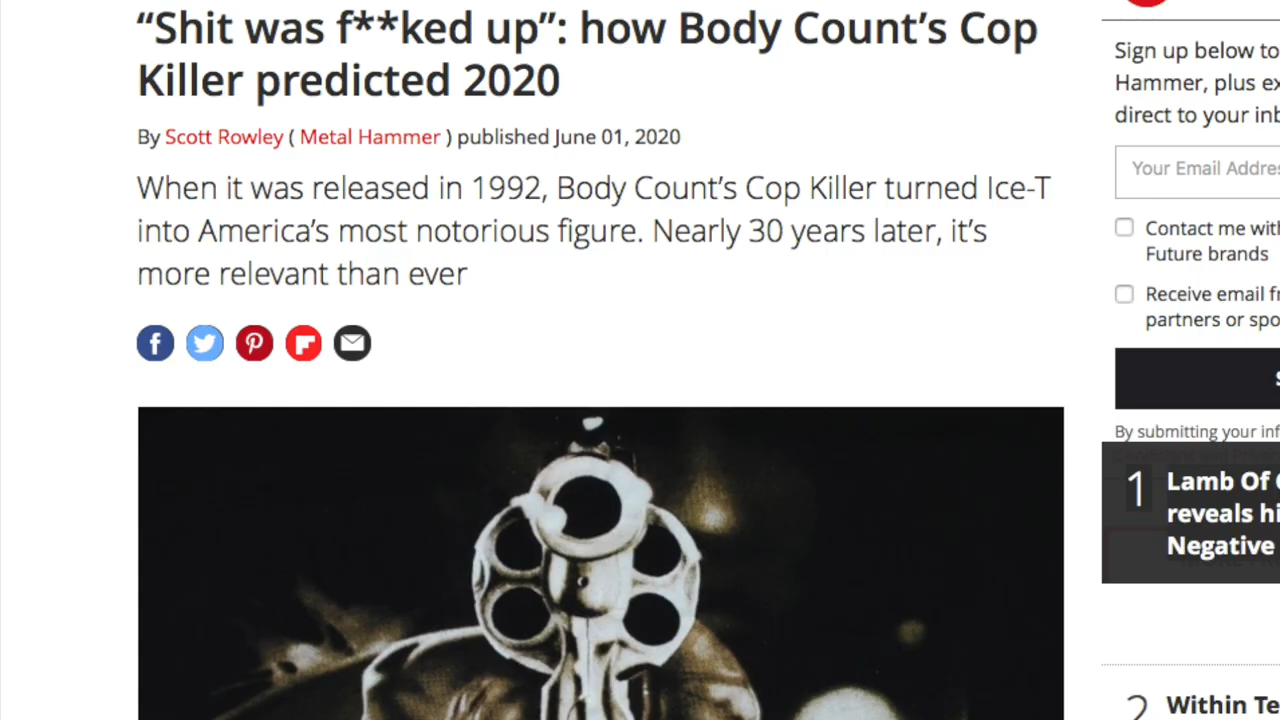 “Shit was f**ked up”: how Body Count’s Cop
Killer predicted 2020
By Scott Rowley ( Metal Hammer ) published June 01, 2020
When it was released in 1992, Body Count’s Cop Killer turned Ice-T
into America’s most notorious figure. Nearly 30 years later, it’s
more relevant than ever
Sign up below to
Hammer, plus ex
direct to your inb
Your Email Addres
Contact me with
Future brands
Receive email fr
partners or spo
By submitting your inf
1
Lamb Of
reveals hi
Negative
2
Within Te